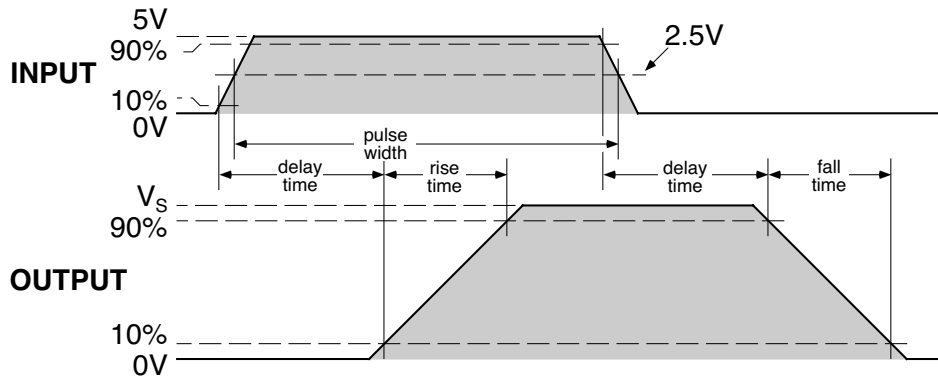 5V
90%
2.5V
INPUT
10%
0V
pulse
width
delay
time
rise
time
delay
time
fall
time
VS
90%
OUTPUT
10%
0V